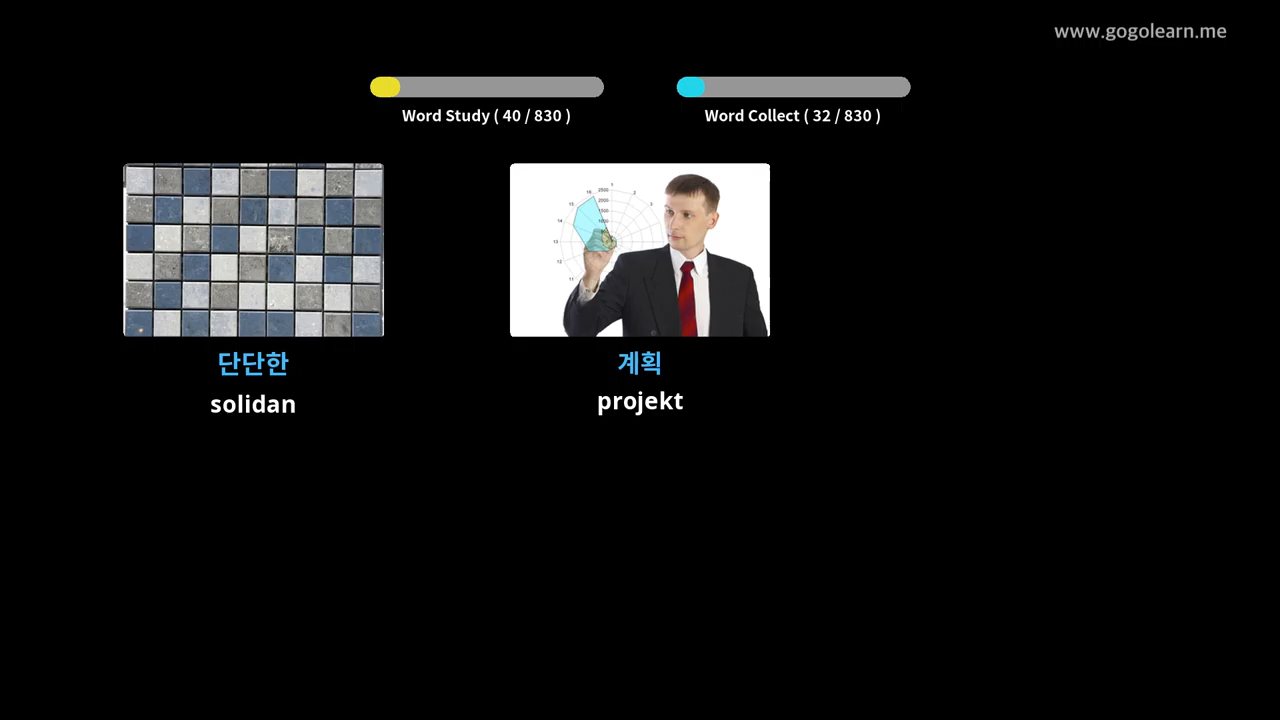 www.gogolearn.me
Word Study ( 40 / 830 )
Word Collect ( 32 / 830 )
단단한
solidan
계획
projekt